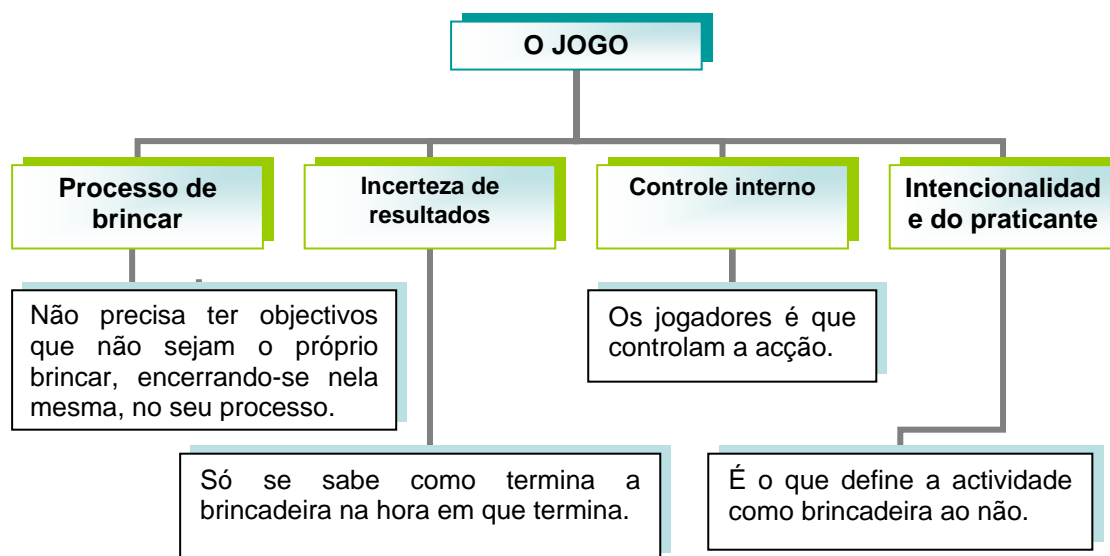 O JOGO
Processo de
brincar
Incerteza de
resultados
Controle interno
Intencionalidad
e do praticante
Não precisa ter objectivos
que não sejam o próprio
brincar, encerrando-se nela
mesma, no seu processo.
Os jogadores é que
controlam a acção.
Só se sabe como termina a
brincadeira na hora em que termina.
É o que define a actividade
como brincadeira ao não.